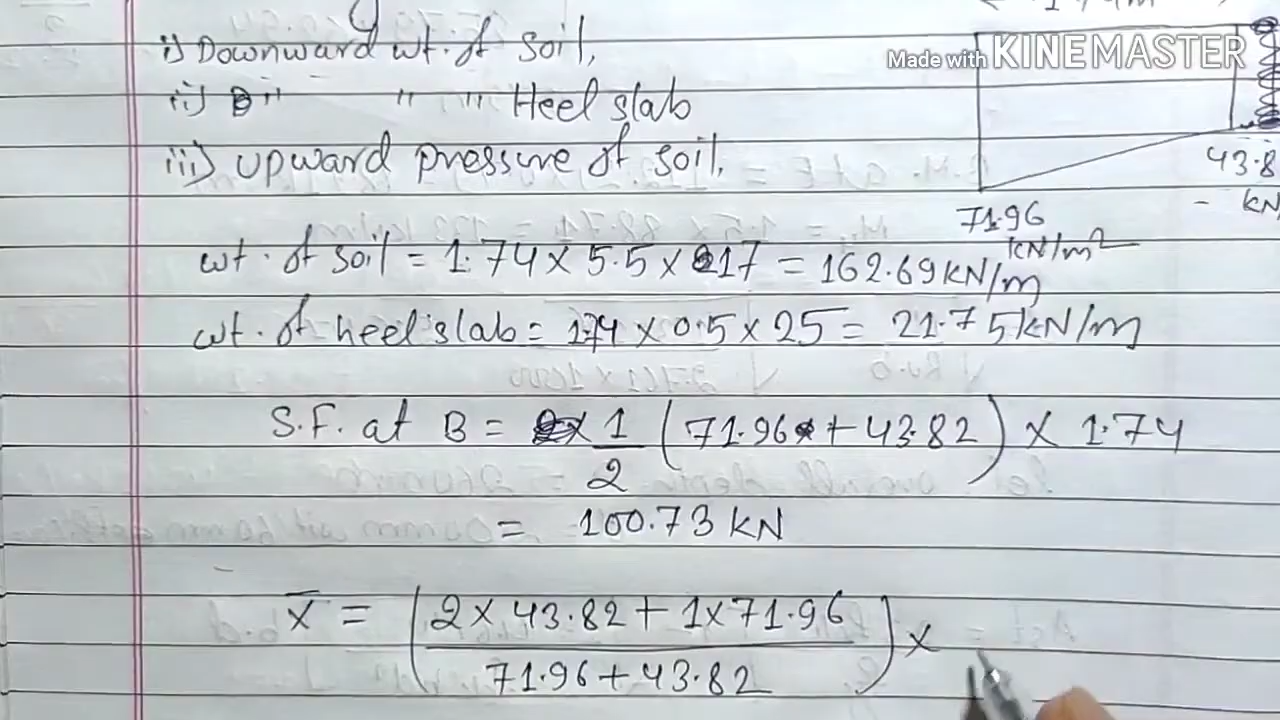 i) Downward wt. of soil,
Made with KINEMASTER
ii) D" " " Heel slab
iii) Upward pressure of soil,
43.8
71.96
kN/m²
- kN
wt. of soil = 1.74 x 5.5 x 17 = 162.69 kN/m
wt. of heel slab = 1.74 x 0.5 x 25 = 21.75 kN/m
S.F. at B = 1/2 (71.96 + 43.82) x 1.74
= 100.73 kN
x̄ = (2 x 43.82 + 1 x 71.96 / 71.96 + 43.82) x